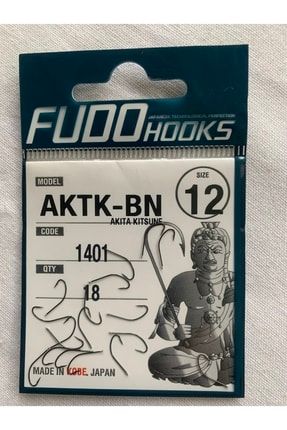 FUDO HOOKS
JAPANESE TECHNOLOGICAL PERFECTION
MODEL
SIZE
AKTK-BN
12
AKITA KITSUNE
CODE
1401
QTY
18
MADE IN KOBE, JAPAN